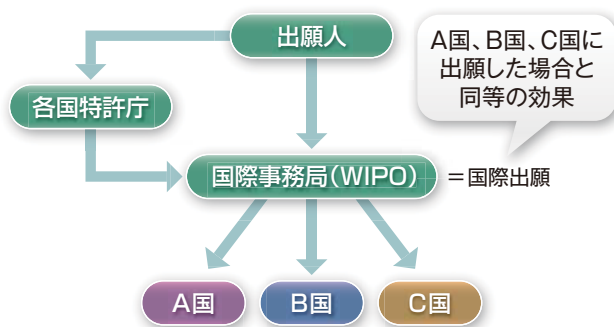 出願人
A国、B国、C国に
出願した場合と
同等の効果
各国特許庁
国際事務局(WIPO)
＝国際出願
A国
B国
C国